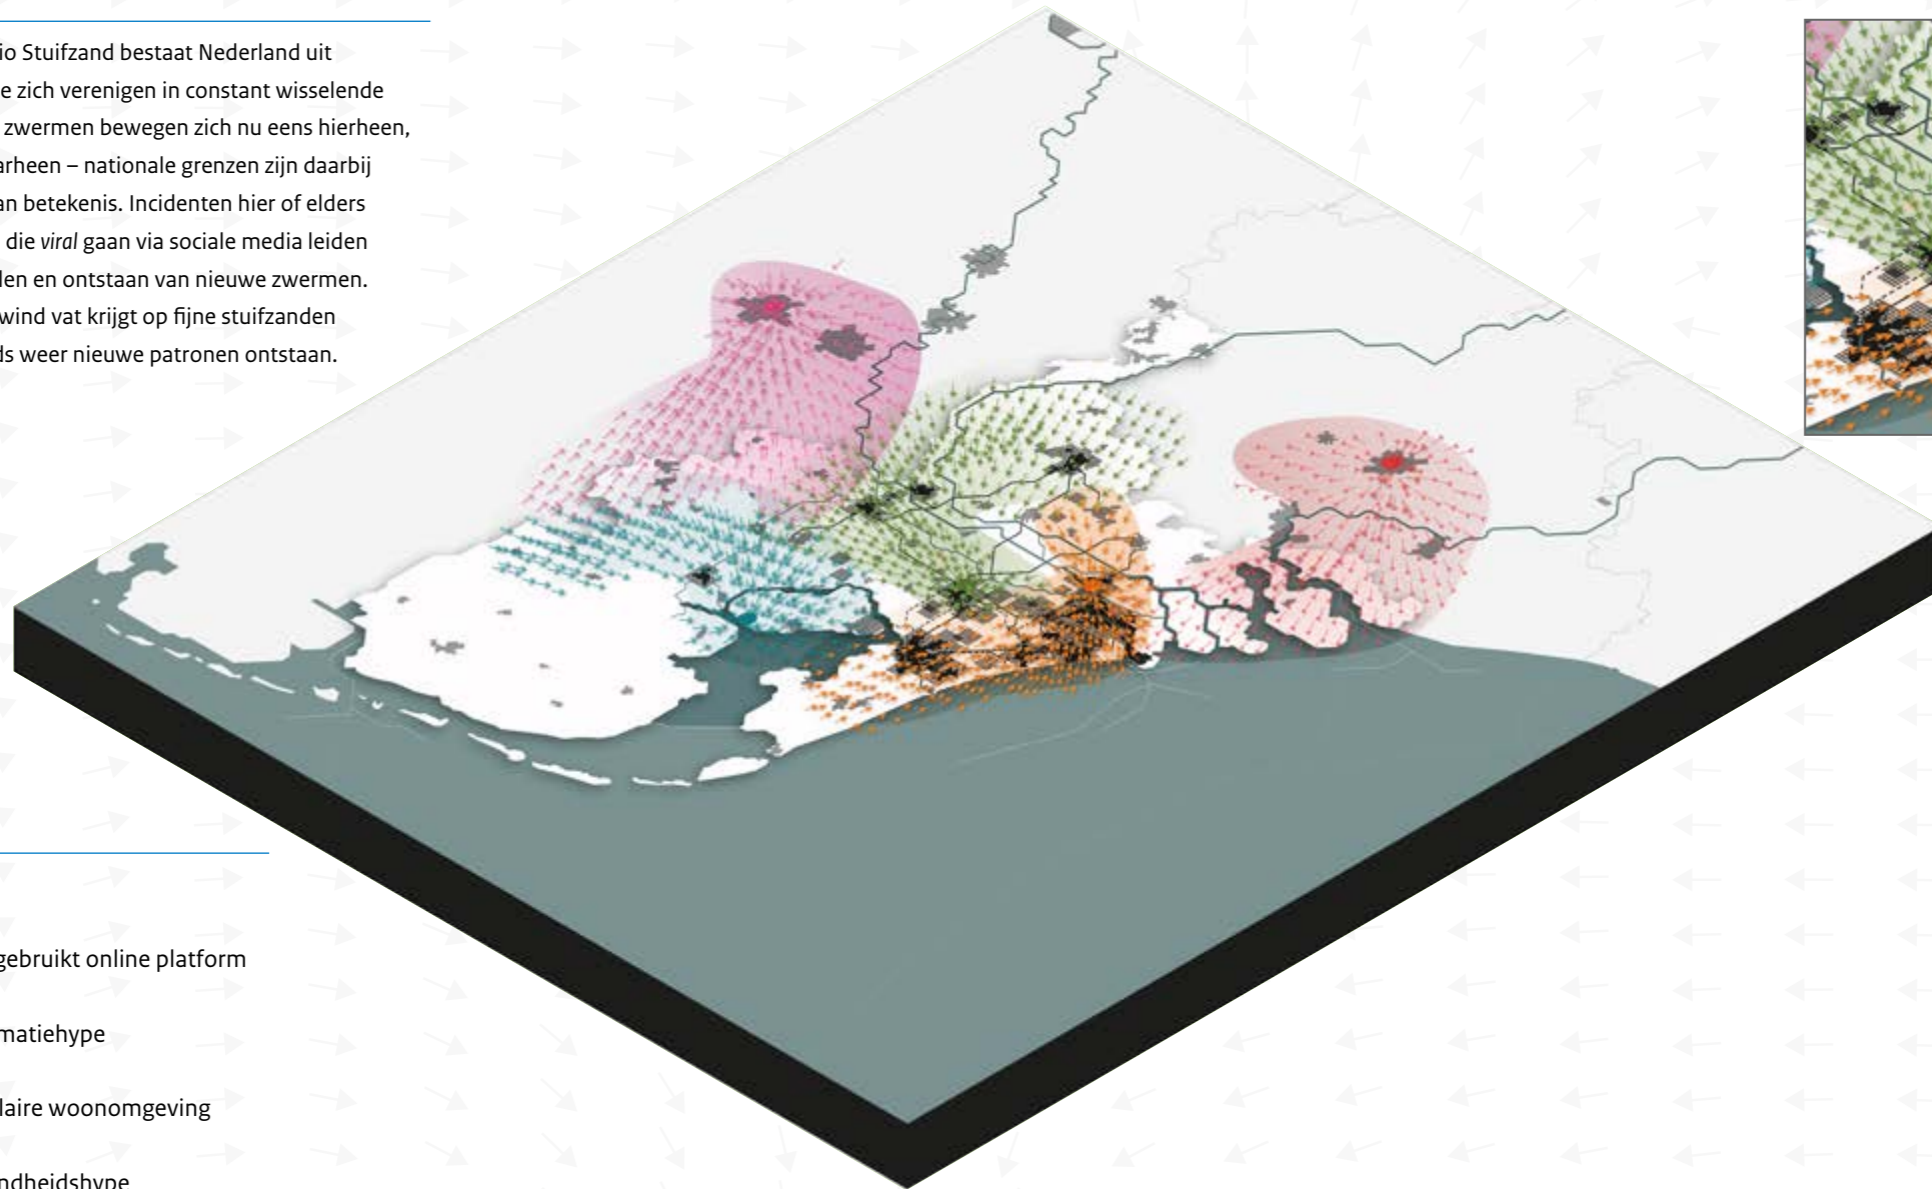 io Stuifzand bestaat Nederland uit
e zich verenigen in constant wisselende
zwermen bewegen zich nu eens hierheen,
arheen – nationale grenzen zijn daarbij
an betekenis. Incidenten hier of elders
die viral gaan via sociale media leiden
len en ontstaan van nieuwe zwermen.
wind vat krijgt op fijne stuifzanden
ds weer nieuwe patronen ontstaan.
gebruikt online platform
matiehype
laire woonomgeving
ndheidshype